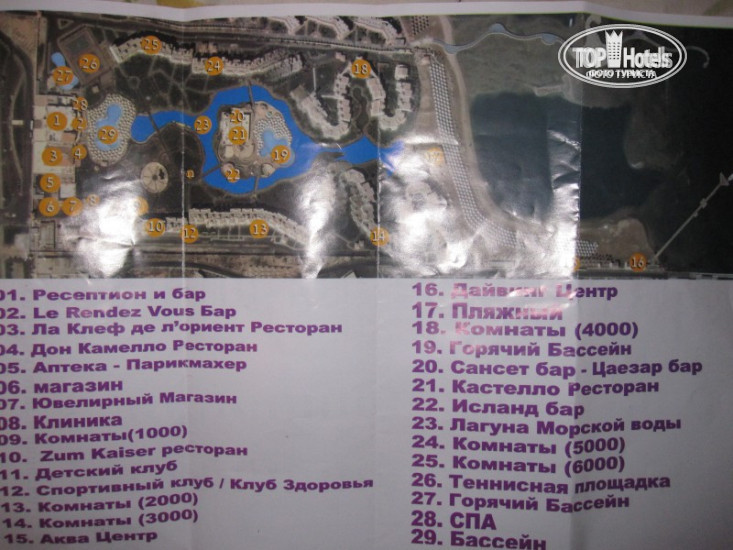 TOP Hotels
ФОТО ТУРИСТА
01. Ресептион и бар
02. Le Rendez Vous Бар
03. Ла Клеф де л'ориент Ресторан
04. Дон Камелло Ресторан
05. Аптека - Парикмахер
06. магазин
07. Ювелирный Магазин
08. Клиника
09. Комнаты(1000)
10. Zum Kaiser ресторан
11. Детский клуб
12. Спортивный клуб / Клуб Здоровья
13. Комнаты (2000)
14. Комнаты (3000)
15. Аква Центр
16. Дайвинг Центр
17. Пляжный
18. Комнаты (4000)
19. Горячий Бассейн
20. Сансет бар - Цаезар бар
21. Кастелло Ресторан
22. Исланд бар
23. Лагуна Морской воды
24. Комнаты (5000)
25. Комнаты (6000)
26. Теннисная площадка
27. Горячий Бассейн
28. СПА
29. Бассейн